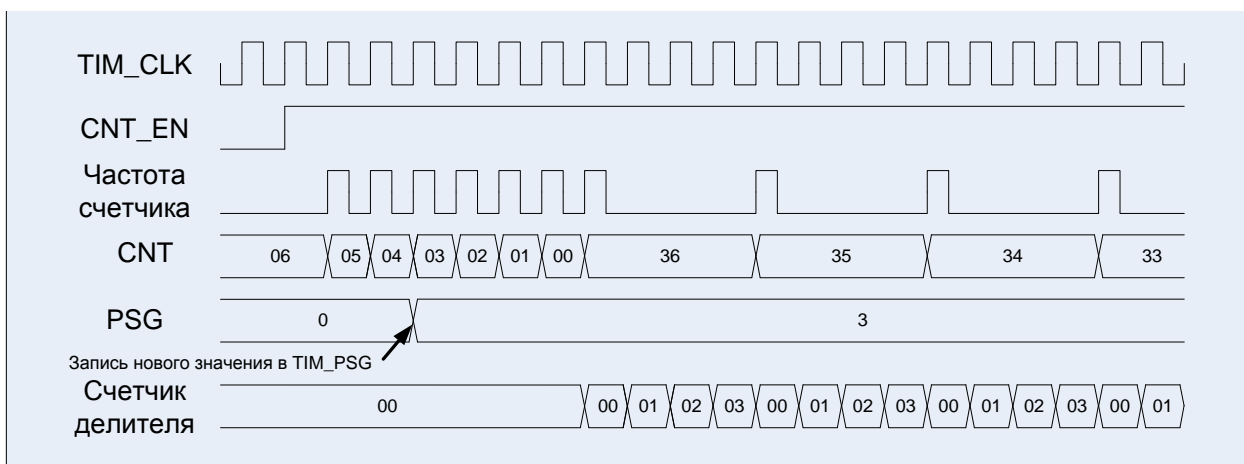 TIM_CLK
CNT_EN
Частота
счетчика
CNT
06 05 04 03 02 01 00 36 35 34 33
PSG
0 3
Запись нового значения в TIM_PSG
Счетчик
делителя
00 00 01 02 03 00 01 02 03 00 01 02 03 00 01